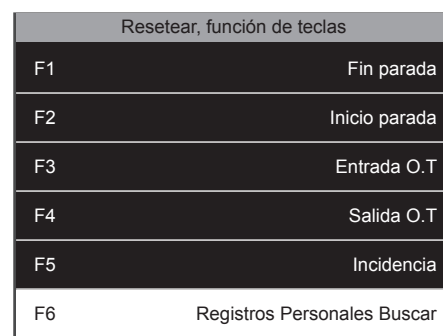 Resetear, función de teclas
F1 Fin parada
F2 Inicio parada
F3 Entrada O.T
F4 Salida O.T
F5 Incidencia
F6 Registros Personales Buscar